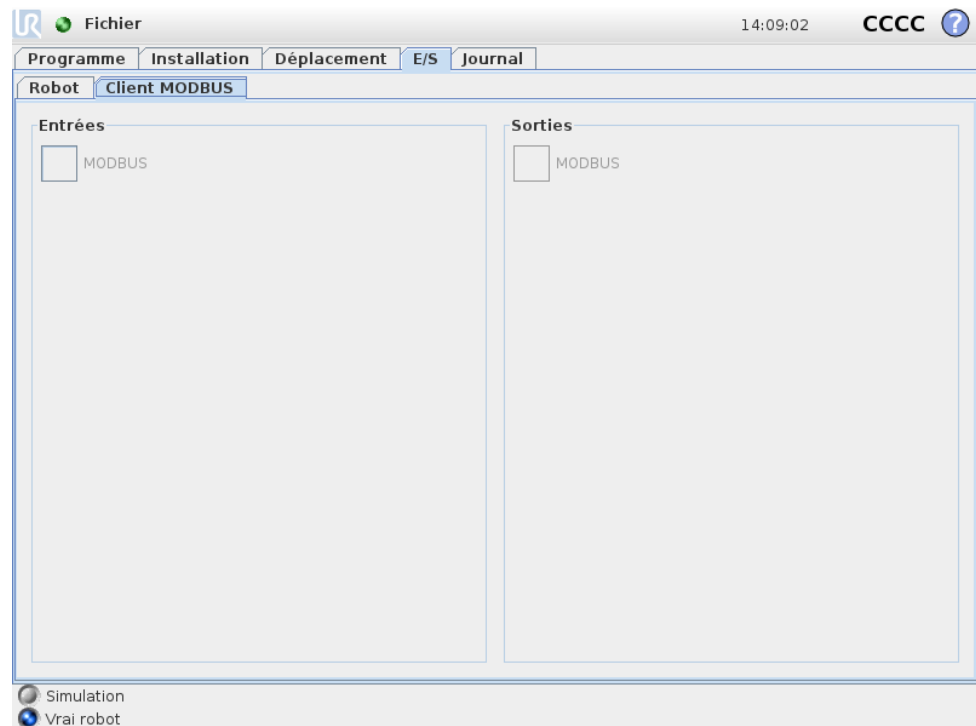 UR Fichier 14:09:02 CCCC ?
Programme Installation Déplacement E/S Journal
Robot Client MODBUS
Entrées Sorties
MODBUS MODBUS
Simulation
Vrai robot